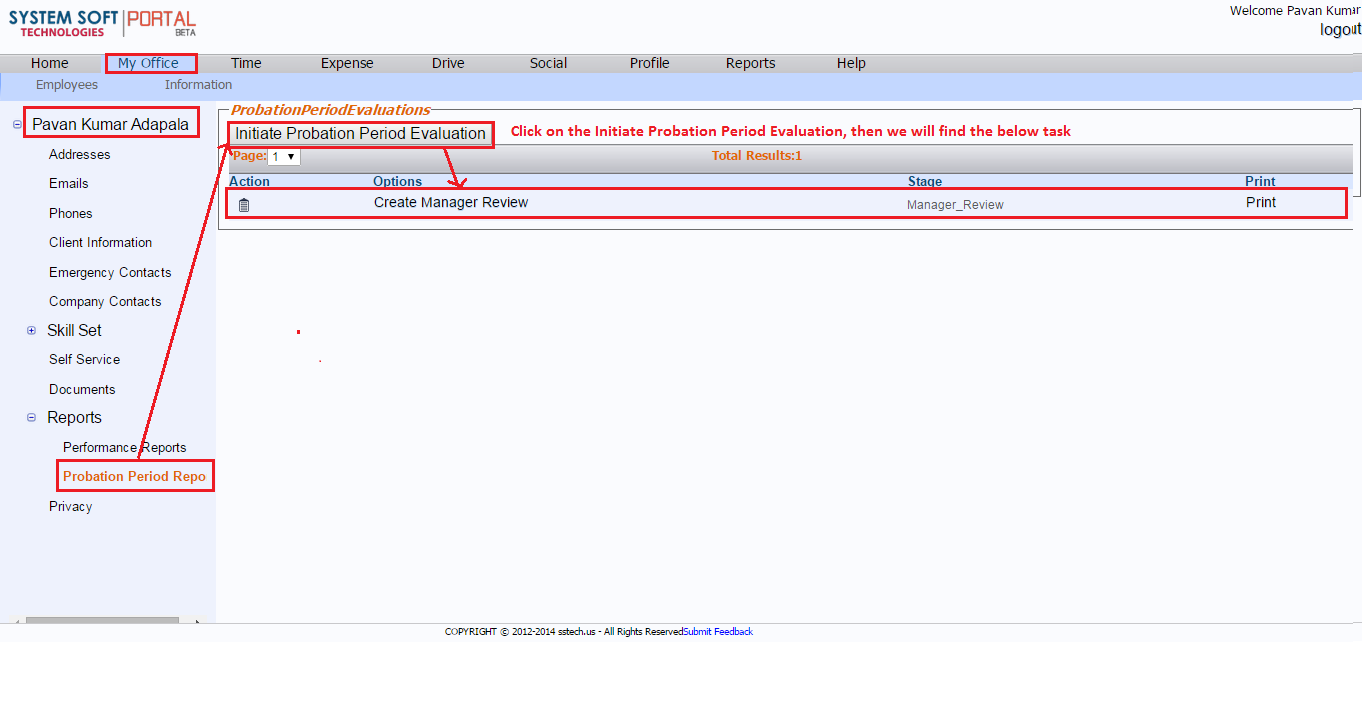 SYSTEM SOFT PORTAL
TECHNOLOGIES BETA
Welcome Pavan Kumar
logout
Home My Office Time Expense Drive Social Profile Reports Help
Employees Information
Pavan Kumar Adapala
Addresses
Emails
Phones
Client Information
Emergency Contacts
Company Contacts
Skill Set
Self Service
Documents
Reports
Performance Reports
Probation Period Repo
Privacy
ProbationPeriodEvaluations
Initiate Probation Period Evaluation Click on the Initiate Probation Period Evaluation, then we will find the below task
Page: 1 Total Results:1
Action Options Stage Print
Create Manager Review Manager_Review Print
COPYRIGHT © 2012-2014 sstech.us - All Rights ReservedSubmit Feedback